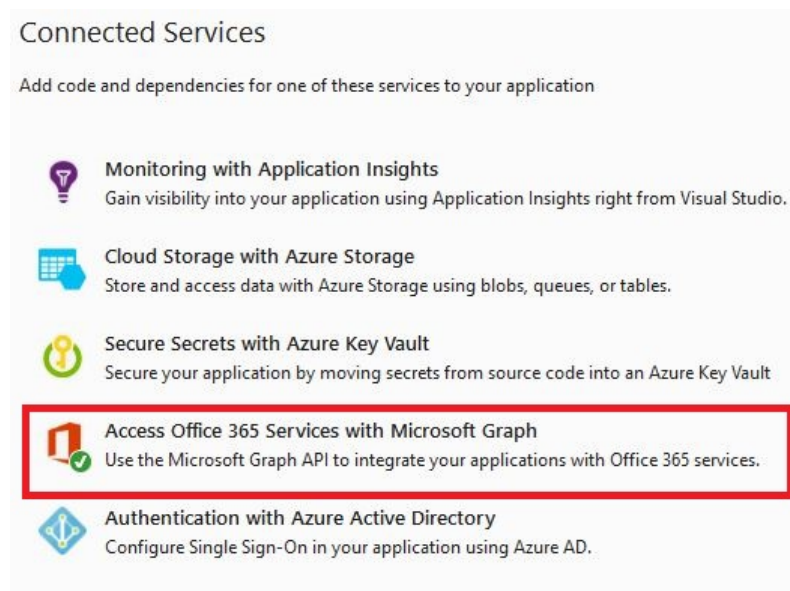 Connected Services
Add code and dependencies for one of these services to your application
Monitoring with Application Insights
Gain visibility into your application using Application Insights right from Visual Studio.
Cloud Storage with Azure Storage
Store and access data with Azure Storage using blobs, queues, or tables.
Secure Secrets with Azure Key Vault
Secure your application by moving secrets from source code into an Azure Key Vault
Access Office 365 Services with Microsoft Graph
Use the Microsoft Graph API to integrate your applications with Office 365 services.
Authentication with Azure Active Directory
Configure Single Sign-On in your application using Azure AD.